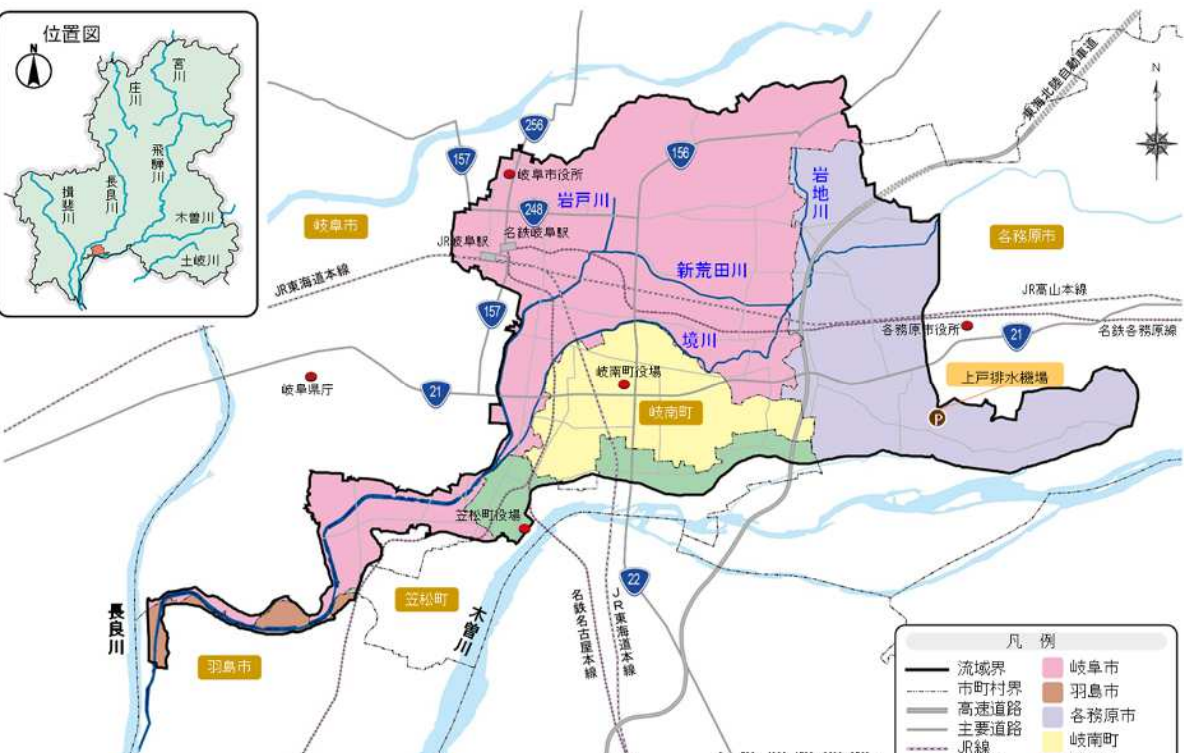 位置図
N
宮川
庄川
飛騨川
長良川
揖斐川
木曽川
土岐川
東海北陸自動車道
N
256
157
156
岐阜市役所
岩戸川
岩地川
248
岐阜市
名鉄岐阜駅
JR岐阜駅
各務原市
新荒田川
JR東海道本線
JR高山本線
157
各務原市役所
21
名鉄各務原線
境川
岐阜県庁
21
岐南町役場
上戸排水機場
岐南町
P
笠松町役場
22
笠松町
長良川
木曽川
名鉄名古屋本線
JR東海道本線
羽島市
凡 例
流域界
岐阜市
市町村界
羽島市
高速道路
各務原市
主要道路
岐南町
JR線